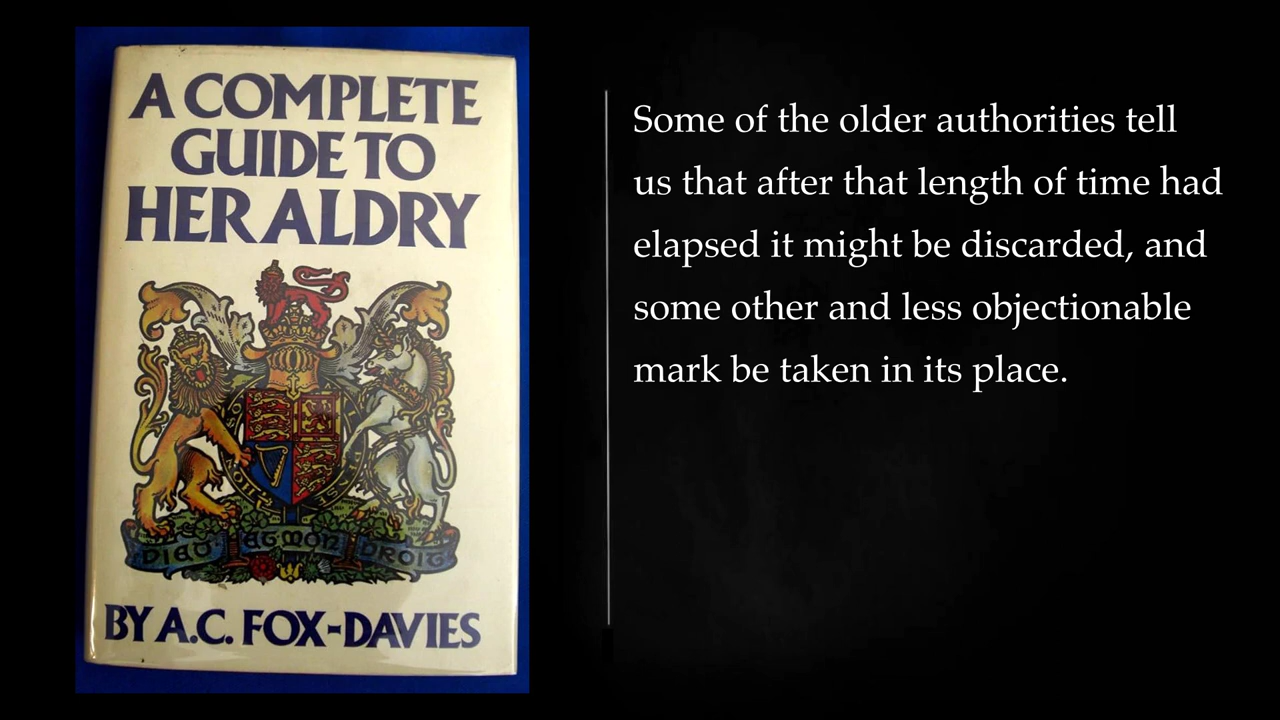 A COMPLETE
GUIDE TO
HERALDRY
DIEU ET MON DROIT
BY A.C. FOX-DAVIES
Some of the older authorities tell
us that after that length of time had
elapsed it might be discarded, and
some other and less objectionable
mark be taken in its place.